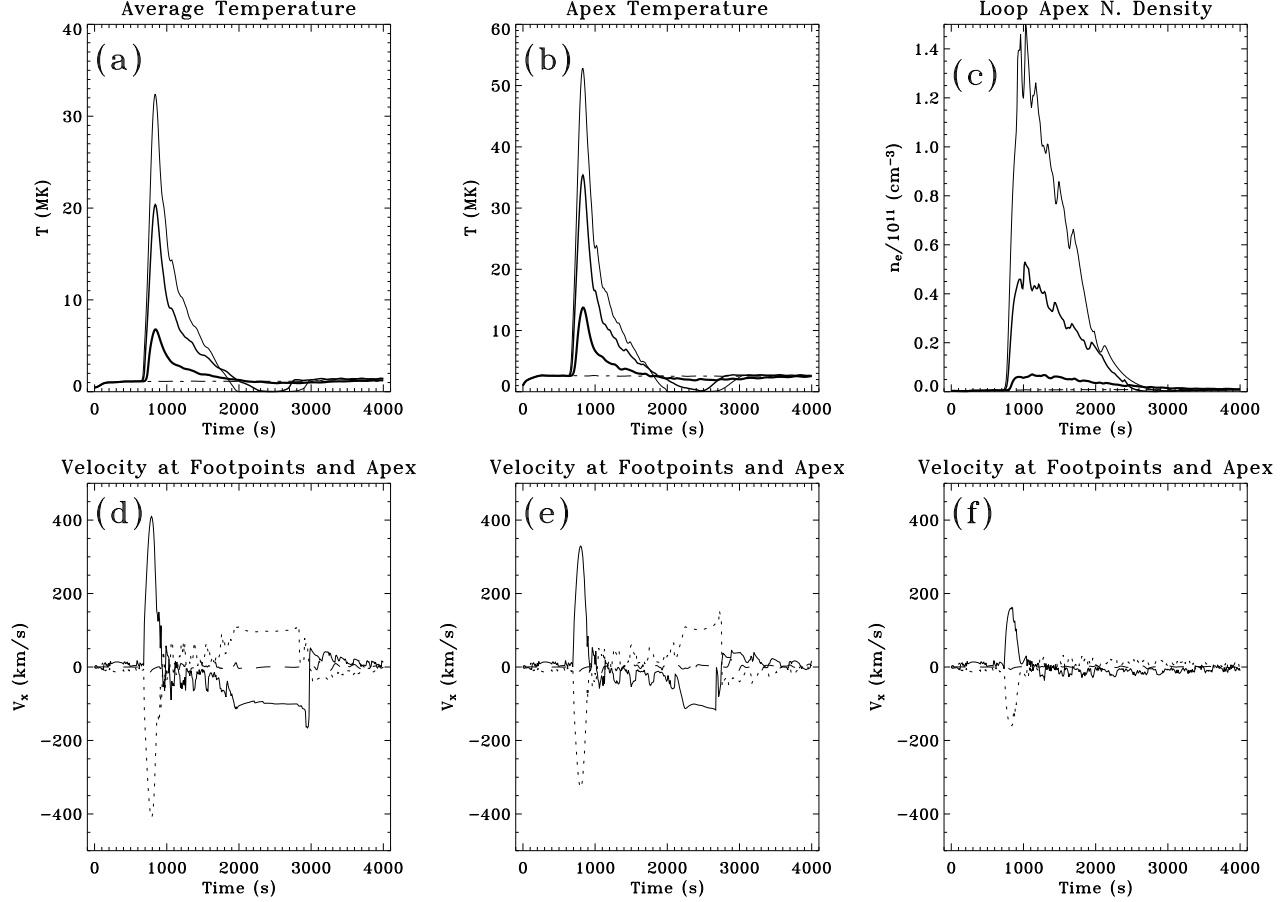 Average Temperature
(a)
T (MK)
40
30
20
10
0
0 1000 2000 3000 4000
Time (s)
Apex Temperature
(b)
T (MK)
60
50
40
30
20
10
0
0 1000 2000 3000 4000
Time (s)
Loop Apex N. Density
(c)
nₑ/10¹¹ (cm⁻³)
1.4
1.2
1.0
0.8
0.6
0.4
0.2
0.0
0 1000 2000 3000 4000
Time (s)
Velocity at Footpoints and Apex
(d)
Vₓ (km/s)
400
200
0
−200
−400
0 1000 2000 3000 4000
Time (s)
Velocity at Footpoints and Apex
(e)
Vₓ (km/s)
400
200
0
−200
−400
0 1000 2000 3000 4000
Time (s)
Velocity at Footpoints and Apex
(f)
Vₓ (km/s)
400
200
0
−200
−400
0 1000 2000 3000 4000
Time (s)